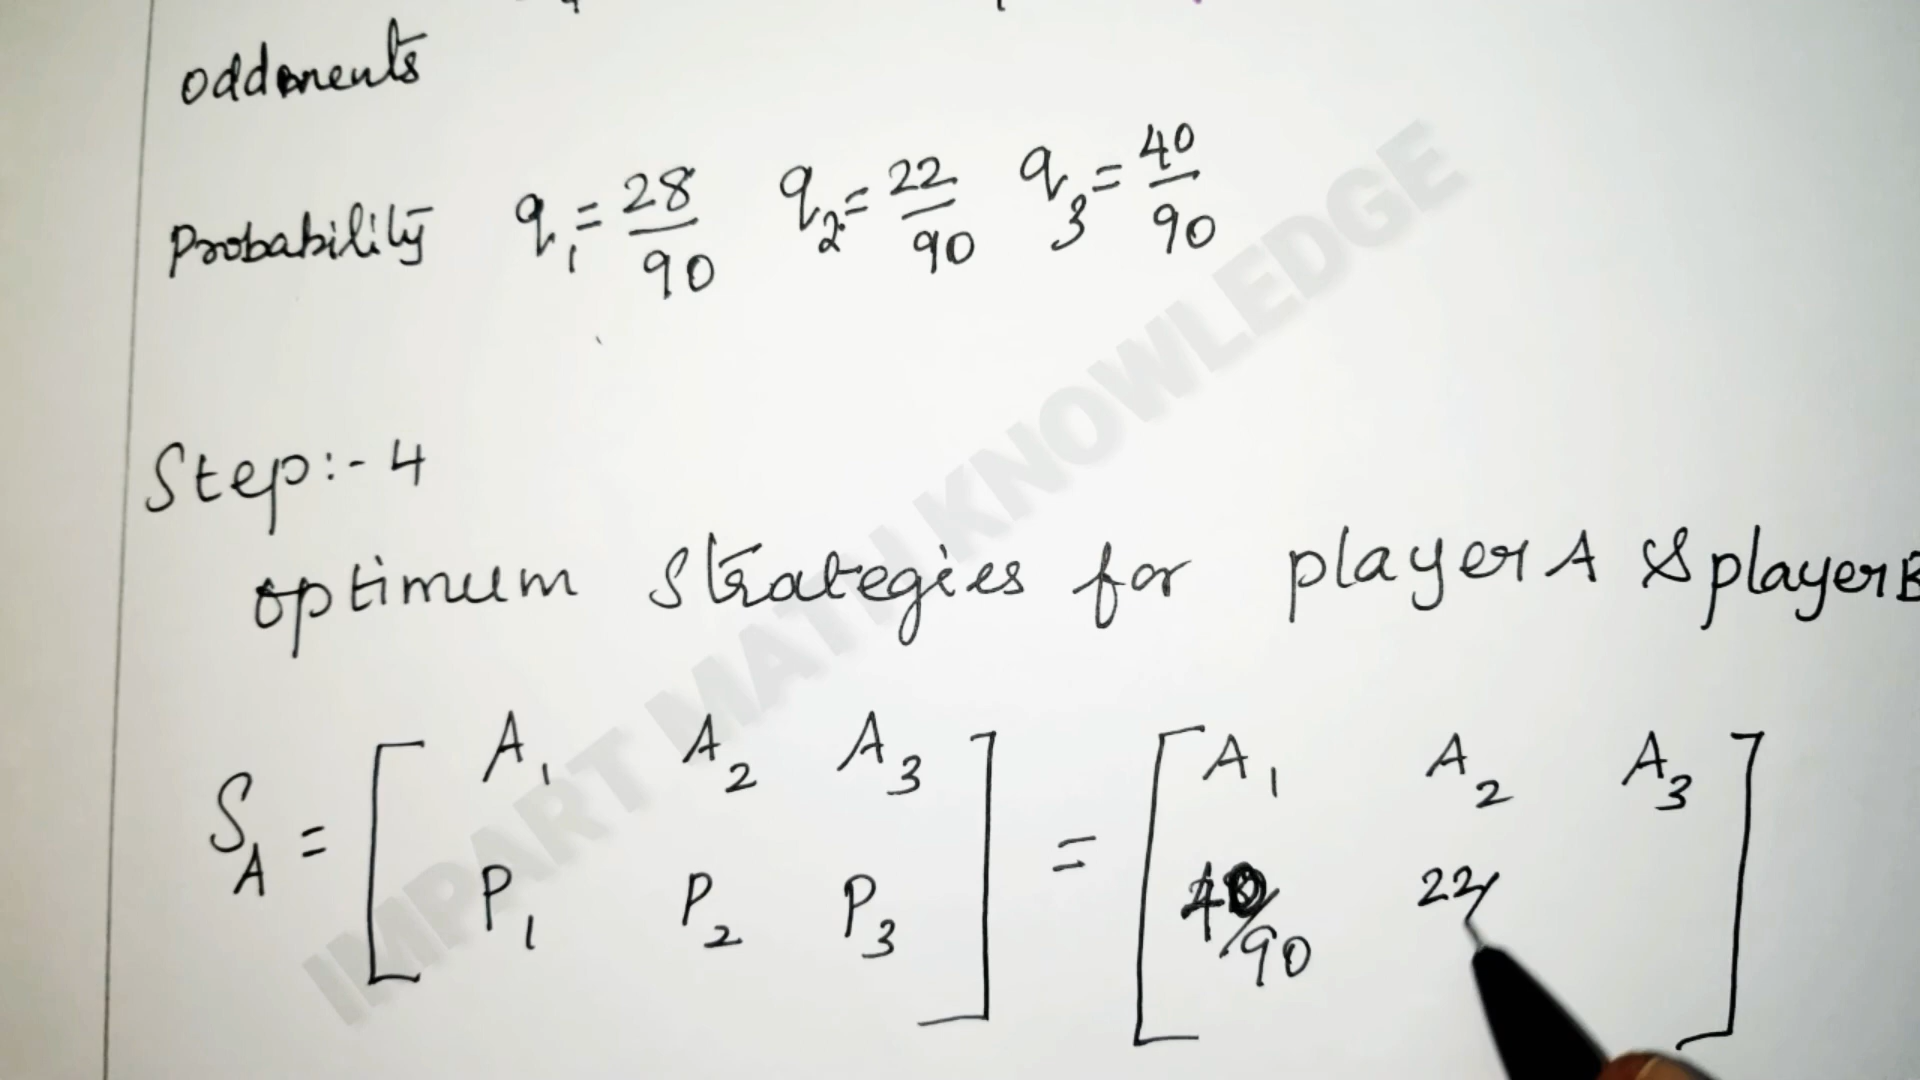 oddments
Probability q₁ = 28/90 q₂ = 22/90 q₃ = 40/90
Step:- 4
optimum strategies for player A & player B
S_A = [ A₁ A₂ A₃ ] = [ A₁ A₂ A₃ ]
P₁ P₂ P₃ 40/90 22/
IMPART MATH KNOWLEDGE